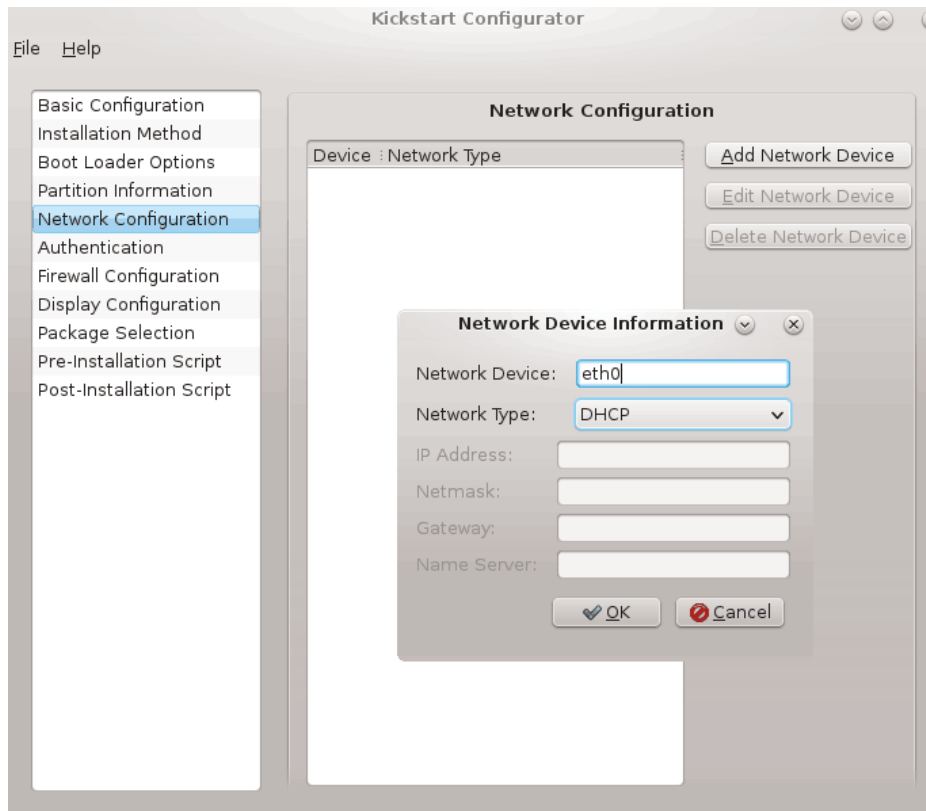 Kickstart Configurator
File Help
Basic Configuration
Installation Method
Boot Loader Options
Partition Information
Network Configuration
Authentication
Firewall Configuration
Display Configuration
Package Selection
Pre-Installation Script
Post-Installation Script
Network Configuration
Device Network Type
Add Network Device
Edit Network Device
Delete Network Device
Network Device Information
Network Device: eth0
Network Type: DHCP
IP Address:
Netmask:
Gateway:
Name Server:
OK Cancel